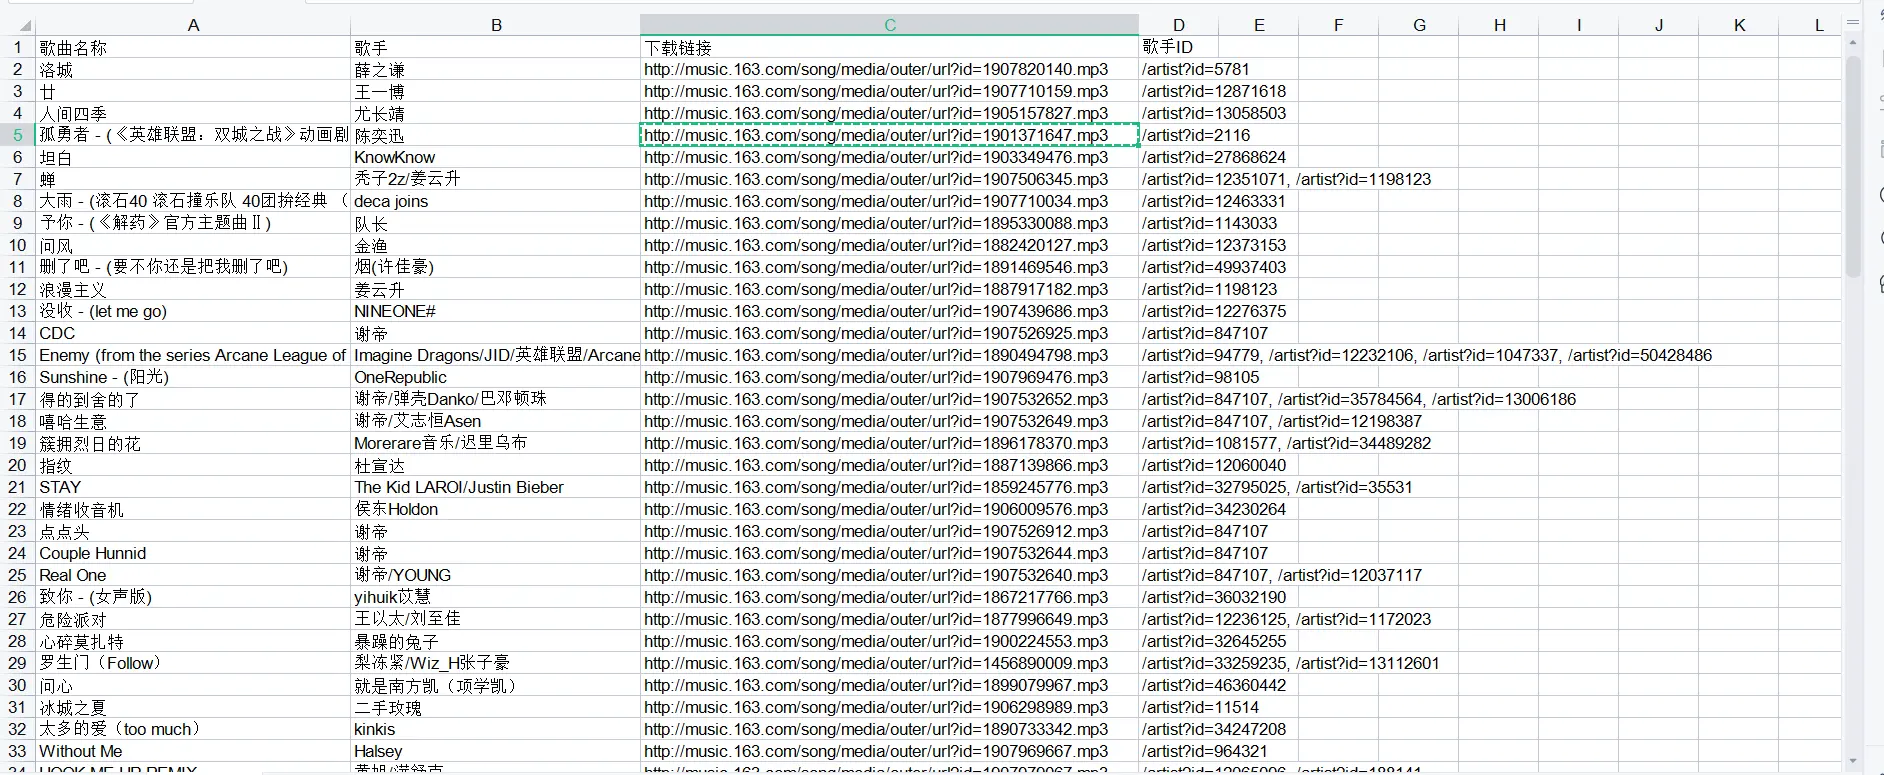 A B C D E F G H I J K L
1 歌曲名称 歌手 下载链接 歌手ID
2 洛城 薛之谦 http://music.163.com/song/media/outer/url?id=1907820140.mp3 /artist?id=5781
3 廿 王一博 http://music.163.com/song/media/outer/url?id=1907710159.mp3 /artist?id=12871618
4 人间四季 尤长靖 http://music.163.com/song/media/outer/url?id=1905157827.mp3 /artist?id=13058503
5 孤勇者 - (《英雄联盟：双城之战》动画剧 陈奕迅 http://music.163.com/song/media/outer/url?id=1901371647.mp3 /artist?id=2116
6 坦白 KnowKnow http://music.163.com/song/media/outer/url?id=1903349476.mp3 /artist?id=27868624
7 蝉 秃子2z/姜云升 http://music.163.com/song/media/outer/url?id=1907506345.mp3 /artist?id=12351071, /artist?id=1198123
8 大雨 - (滚石40 滚石撞乐队 40团拚经典 （ deca joins http://music.163.com/song/media/outer/url?id=1907710034.mp3 /artist?id=12463331
9 予你 - (《解药》官方主题曲Ⅱ) 队长 http://music.163.com/song/media/outer/url?id=1895330088.mp3 /artist?id=1143033
10 问风 金渔 http://music.163.com/song/media/outer/url?id=1882420127.mp3 /artist?id=12373153
11 删了吧 - (要不你还是把我删了吧) 烟(许佳豪) http://music.163.com/song/media/outer/url?id=1891469546.mp3 /artist?id=49937403
12 浪漫主义 姜云升 http://music.163.com/song/media/outer/url?id=1887917182.mp3 /artist?id=1198123
13 没收 - (let me go) NINEONE# http://music.163.com/song/media/outer/url?id=1907439686.mp3 /artist?id=12276375
14 CDC 谢帝 http://music.163.com/song/media/outer/url?id=1907526925.mp3 /artist?id=847107
15 Enemy (from the series Arcane League of Imagine Dragons/JID/英雄联盟/Arcane http://music.163.com/song/media/outer/url?id=1890494798.mp3 /artist?id=94779, /artist?id=12232106, /artist?id=1047337, /artist?id=50428486
16 Sunshine - (阳光) OneRepublic http://music.163.com/song/media/outer/url?id=1907969476.mp3 /artist?id=98105
17 得的到舍的了 谢帝/弹壳Danko/巴邓顿珠 http://music.163.com/song/media/outer/url?id=1907532652.mp3 /artist?id=847107, /artist?id=35784564, /artist?id=13006186
18 嘻哈生意 谢帝/艾志恒Asen http://music.163.com/song/media/outer/url?id=1907532649.mp3 /artist?id=847107, /artist?id=12198387
19 簇拥烈日的花 Morerare音乐/迟里乌布 http://music.163.com/song/media/outer/url?id=1896178370.mp3 /artist?id=1081577, /artist?id=34489282
20 指纹 杜宣达 http://music.163.com/song/media/outer/url?id=1887139866.mp3 /artist?id=12060040
21 STAY The Kid LAROI/Justin Bieber http://music.163.com/song/media/outer/url?id=1859245776.mp3 /artist?id=32795025, /artist?id=35531
22 情绪收音机 侯东Holdon http://music.163.com/song/media/outer/url?id=1906009576.mp3 /artist?id=34230264
23 点点头 谢帝 http://music.163.com/song/media/outer/url?id=1907526912.mp3 /artist?id=847107
24 Couple Hunnid 谢帝 http://music.163.com/song/media/outer/url?id=1907532644.mp3 /artist?id=847107
25 Real One 谢帝/YOUNG http://music.163.com/song/media/outer/url?id=1907532640.mp3 /artist?id=847107, /artist?id=12037117
26 致你 - (女声版) yihuik苡慧 http://music.163.com/song/media/outer/url?id=1867217766.mp3 /artist?id=36032190
27 危险派对 王以太/刘至佳 http://music.163.com/song/media/outer/url?id=1877996649.mp3 /artist?id=12236125, /artist?id=1172023
28 心碎莫扎特 暴躁的兔子 http://music.163.com/song/media/outer/url?id=1900224553.mp3 /artist?id=32645255
29 罗生门（Follow） 梨冻紧/Wiz_H张子豪 http://music.163.com/song/media/outer/url?id=1456890009.mp3 /artist?id=33259235, /artist?id=13112601
30 问心 就是南方凯（项学凯） http://music.163.com/song/media/outer/url?id=1899079967.mp3 /artist?id=46360442
31 冰城之夏 二手玫瑰 http://music.163.com/song/media/outer/url?id=1906298989.mp3 /artist?id=11514
32 太多的爱（too much） kinkis http://music.163.com/song/media/outer/url?id=1890733342.mp3 /artist?id=34247208
33 Without Me Halsey http://music.163.com/song/media/outer/url?id=1907969667.mp3 /artist?id=964321